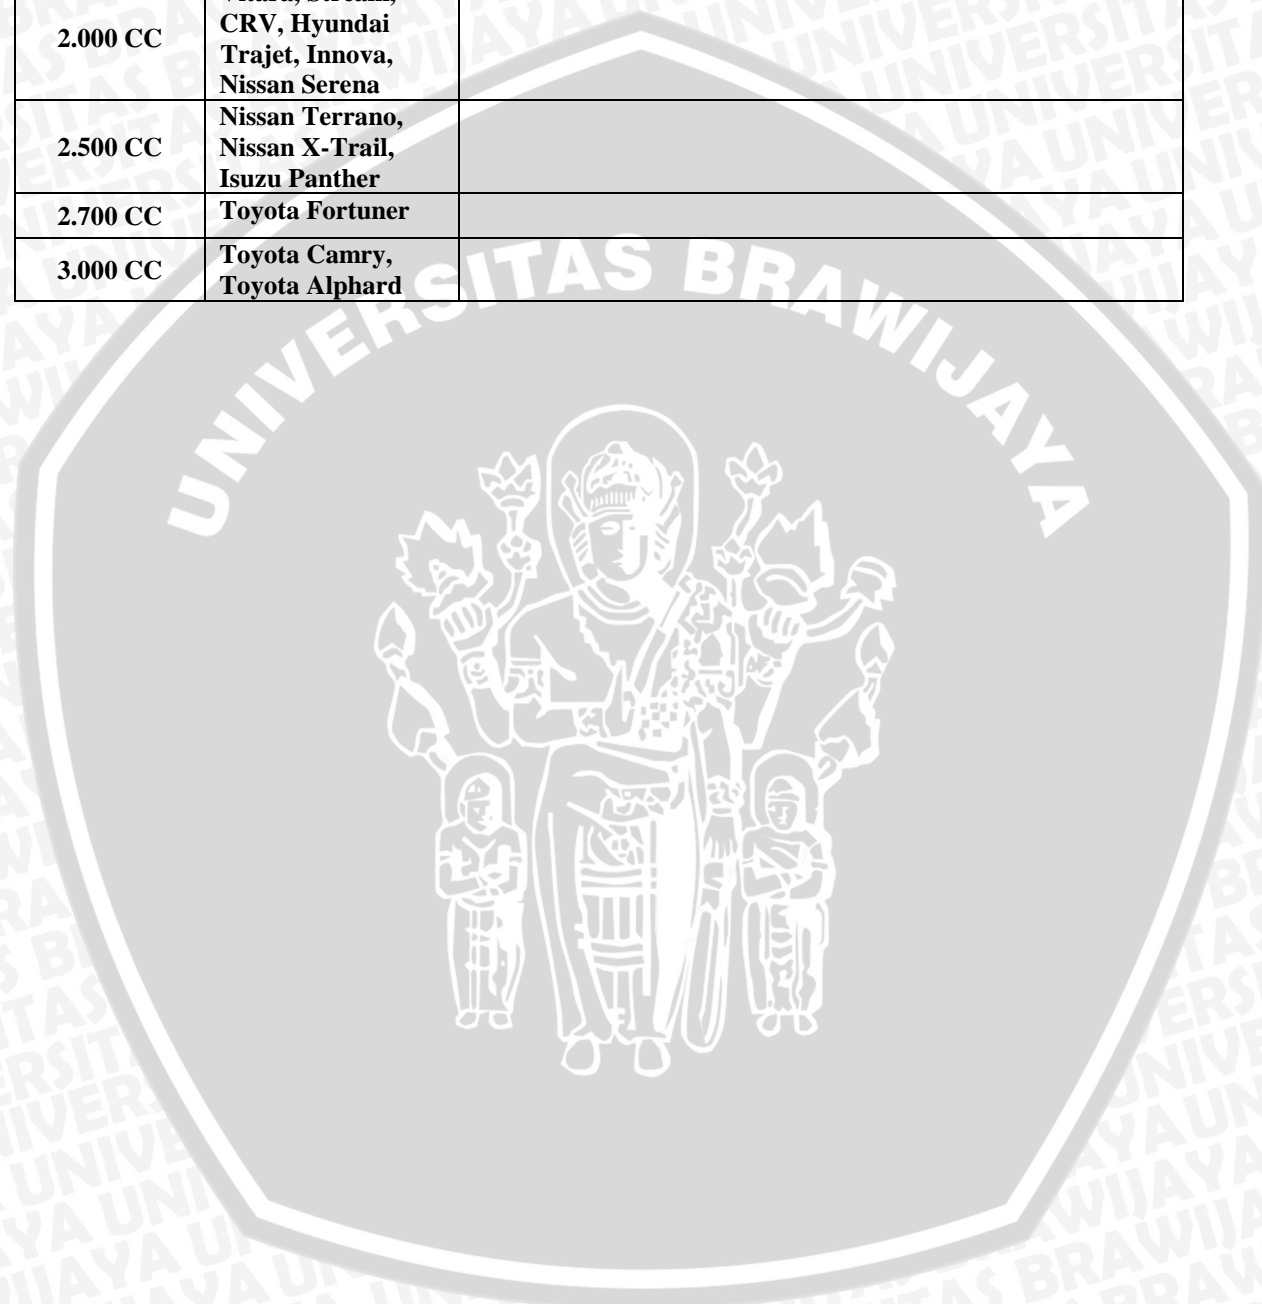 2.000 CC
CRV, Hyundai
Trajet, Innova,
Nissan Serena
2.500 CC
Nissan Terrano,
Nissan X-Trail,
Isuzu Panther
2.700 CC
Toyota Fortuner
3.000 CC
Toyota Camry,
Toyota Alphard
UNIVERSITAS BRAWIJAYA